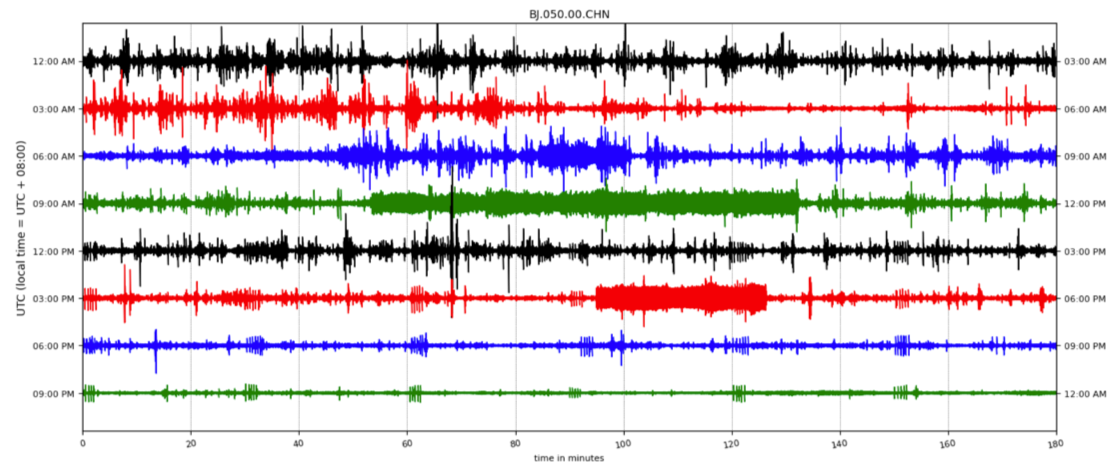 BJ.050.00.CHN
UTC (local time = UTC + 08:00)
12:00 AM 03:00 AM
03:00 AM 06:00 AM
06:00 AM 09:00 AM
09:00 AM 12:00 PM
12:00 PM 03:00 PM
03:00 PM 06:00 PM
06:00 PM 09:00 PM
09:00 PM 12:00 AM
0 20 40 60 80 100 120 140 160 180
time in minutes